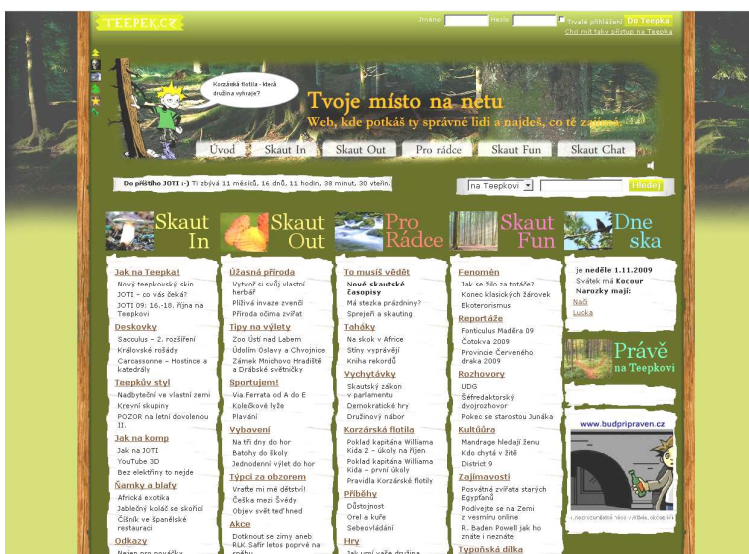 TEEPEK.CZ
Jméno
Heslo
Trvalé přihlášení
Do Teepka
Chci mít taky přístup na Teepka
Korzárská flotila - která
družina vyhraje?
Tvoje místo na netu
Web, kde potkáš ty správné lidi a najdeš, co tě zajímá.
Úvod
Skaut In
Skaut Out
Pro rádce
Skaut Fun
Skaut Chat
Do příštího JOTI :-) Ti zbývá 11 měsíců, 16 dnů, 11 hodin, 38 minut, 30 vteřin.
na Teepkovi
Hledej
Skaut
In
Jak na Teepka!
Nový teepkovský skin
JOTI - co vás čeká?
JOTI 09: 16.-18. října na
Teepkovi
Deskovky
Sacculus - 2. rozšíření
Královské rošády
Carcassonne - Hostince a
katedrály
Teepkův styl
Nadbyteční ve vlastní zemi
Krevní skupiny
POZOR na letní dovolenou
II.
Jak na komp
Jak na JOTI
YouTube 3D
Bez elektřiny to nejde
Ňamky a blafy
Africká exotika
Jablečný koláč se skořicí
Číšník ve španělské
restauraci
Odkazy
Nejen pro nováčky
Skaut
Out
Úžasná příroda
Vytvoř si svůj vlastní
herbář
Plíživá invaze zvenčí
Příroda očima zvířat
Tipy na výlety
Zoo Ústí nad Labem
Údolím Oslavy a Chvojnice
Zámek Mnichovo Hradiště
a Drábské světničky
Sportujem!
Via Ferrata od A do E
Kolečkové lyže
Plavání
Vybavení
Na tři dny do hor
Batohy do školy
Jednodenní výlet do hor
Týpci za obzorem
Vraťte mi mé dětství!
Češka mezi Švédy
Objev svět teď hned
Akce
Dotknout se zimy aneb
RLK Safír letos poprvé na
sněhu
Pro
Rádce
To musíš vědět
Nové skautské
časopisy
Má stezka prázdniny?
Sprejeři a skauting
Taháky
Na skok v Africe
Stíny vyprávějí
Kniha rekordů
Vychytávky
Skautský zákon
v parlamentu
Demokratické hry
Družinový nábor
Korzárská flotila
Poklad kapitána Williama
Kida 2 - úkoly na říjen
Poklad kapitána Williama
Kida - první úkoly
Pravidla Korzárské flotily
Příběhy
Důstojnost
Orel a kuře
Sebeovládání
Hry
Jak umí vaše družina
Skaut
Fun
Fenomén
Jak se žilo za totáče?
Konec klasických žárovek
Ekoterorismus
Reportáže
Fonticulus Maděra 09
Čotokva 2009
Provincie Červeného
draka 2009
Rozhovory
UDG
Šéfredaktorský
dvojrozhovor
Pokec se starostou Junáka
Kultůůra
Mandrage hledají ženu
Kdo chytá v žitě
District 9
Zajímavosti
Posvátná zvířata starých
Egypťanů
Podívejte se na Zemi
z vesmíru online
R. Baden Powell jak ho
znáte i neznáte
Typoňská dílka
Dne
ska
je neděle 1.11.2009
Svátek má Kocour
Narozky mají:
Nači
Lucka
Právě
na Teepkovi
www.budpripraven.cz